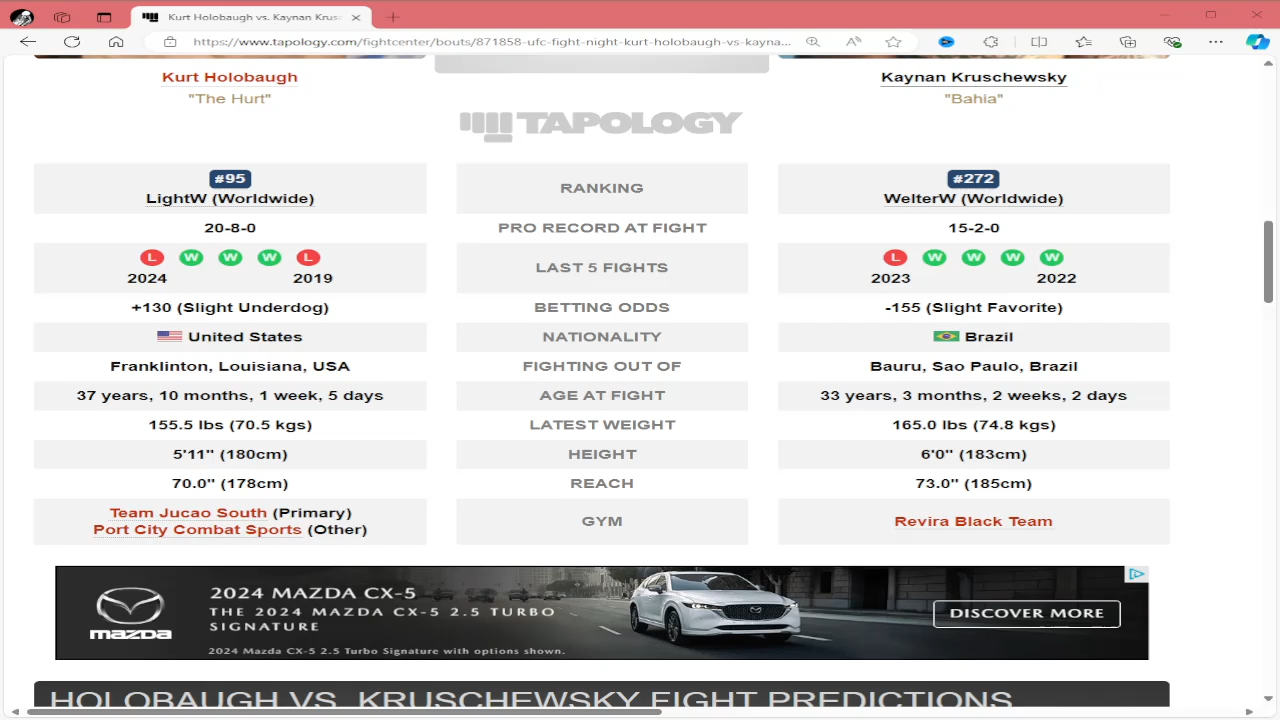 Kurt Holobaugh vs. Kaynan Krusc
https://www.tapology.com/fightcenter/bouts/871858-ufc-fight-night-kurt-holobaugh-vs-kayna...
Kurt Holobaugh
Kaynan Kruschewsky
"The Hurt"
"Bahia"
TAPOLOGY
#95
LightW (Worldwide)
RANKING
#272
WelterW (Worldwide)
20-8-0
PRO RECORD AT FIGHT
15-2-0
L W W W L
2024 2019
LAST 5 FIGHTS
L W W W W
2023 2022
+130 (Slight Underdog)
BETTING ODDS
-155 (Slight Favorite)
United States
NATIONALITY
Brazil
Franklinton, Louisiana, USA
FIGHTING OUT OF
Bauru, Sao Paulo, Brazil
37 years, 10 months, 1 week, 5 days
AGE AT FIGHT
33 years, 3 months, 2 weeks, 2 days
155.5 lbs (70.5 kgs)
LATEST WEIGHT
165.0 lbs (74.8 kgs)
5'11" (180cm)
HEIGHT
6'0" (183cm)
70.0" (178cm)
REACH
73.0" (185cm)
Team Jucao South (Primary)
Port City Combat Sports (Other)
GYM
Revira Black Team
2024 MAZDA CX-5
THE 2024 MAZDA CX-5 2.5 TURBO
SIGNATURE
mazda
DISCOVER MORE
2024 Mazda CX-5 2.5 Turbo Signature with options shown.
HOLOBAUGH VS. KRUSCHEWSKY FIGHT PREDICTIONS